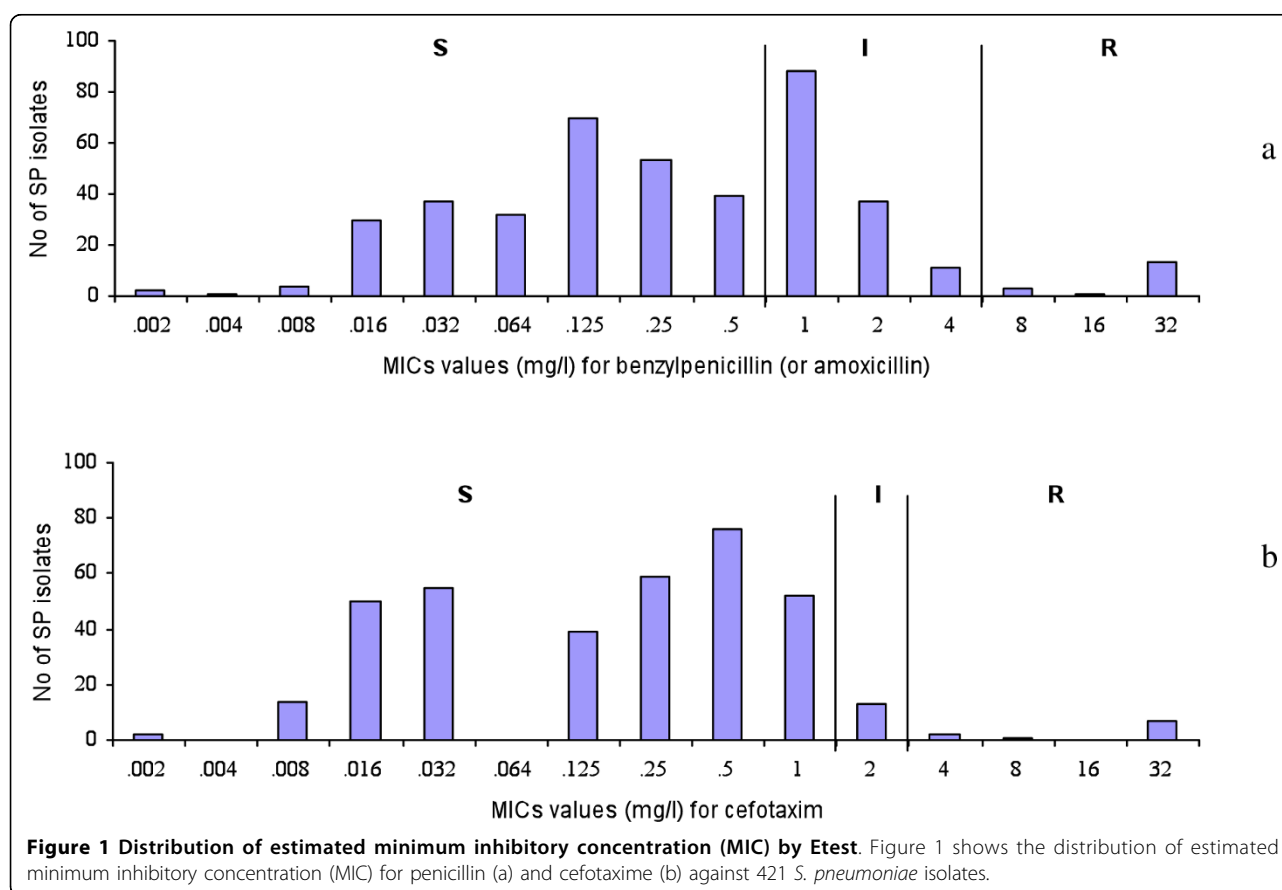 100
80
60
40
20
0
No of SP isolates
S I R
a
.002 .004 .008 .016 .032 .064 .125 .25 .5 1 2 4 8 16 32
MICs values (mg/l) for benzylpenicillin (or amoxicillin)
100
80
60
40
20
0
No of SP isolates
S I R
b
.002 .004 .008 .016 .032 .064 .125 .25 .5 1 2 4 8 16 32
MICs values (mg/l) for cefotaxim
Figure 1 Distribution of estimated minimum inhibitory concentration (MIC) by Etest. Figure 1 shows the distribution of estimated
minimum inhibitory concentration (MIC) for penicillin (a) and cefotaxime (b) against 421 S. pneumoniae isolates.